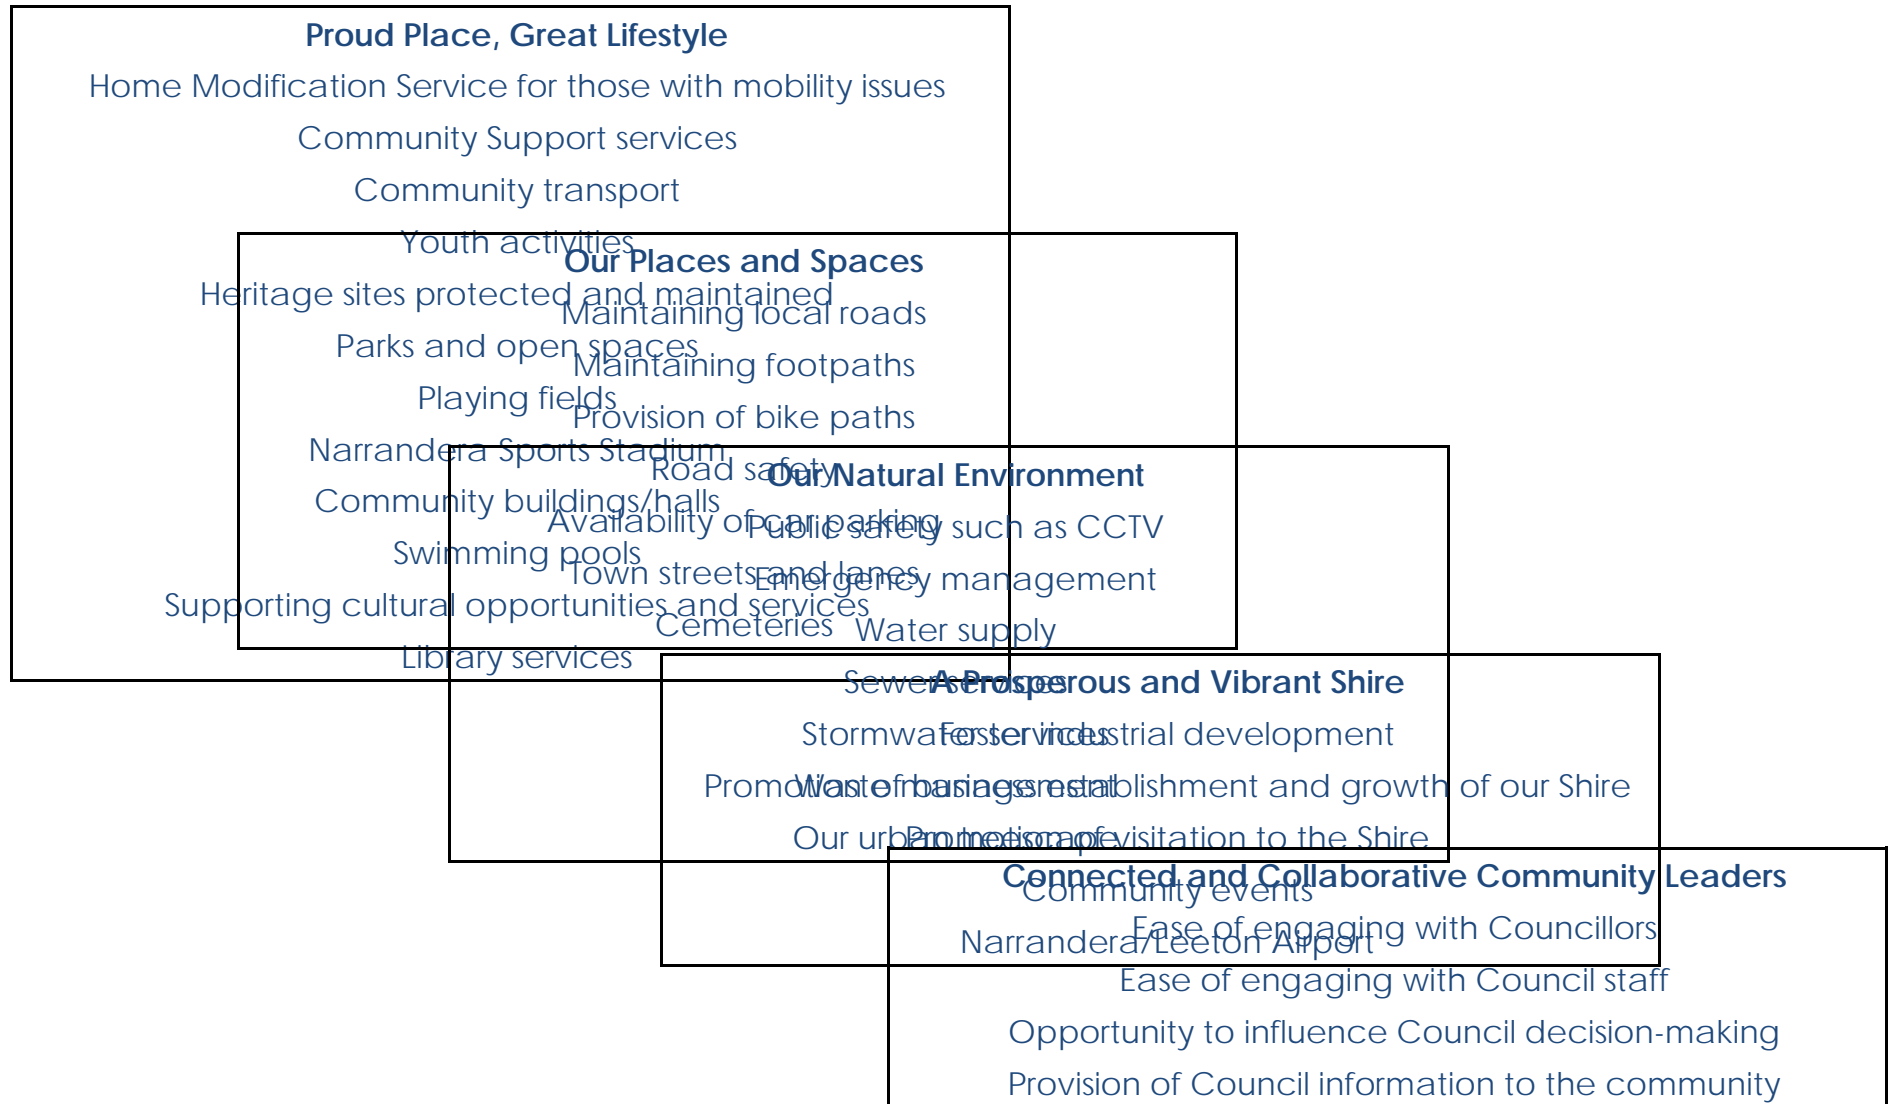 Proud Place, Great Lifestyle
Home Modification Service for those with mobility issues
Community Support services
Community transport
Youth activities
Heritage sites protected and maintained
Parks and open spaces
Playing fields
Narrandera Sports Stadium
Community buildings/halls
Swimming pools
Supporting cultural opportunities and services
Library services
Our Places and Spaces
Maintaining local roads
Maintaining footpaths
Provision of bike paths
Road safety
Availability of car parking
Town streets and lanes
Cemeteries
Our Natural Environment
Public safety such as CCTV
Emergency management
Water supply
Sewer services
Stormwater services
Waste management
Our urban treescape
A Prosperous and Vibrant Shire
Foster industrial development
Promotion of business establishment and growth of our Shire
Promotion of visitation to the Shire
Community events
Narrandera/Leeton Airport
Connected and Collaborative Community Leaders
Ease of engaging with Councillors
Ease of engaging with Council staff
Opportunity to influence Council decision-making
Provision of Council information to the community